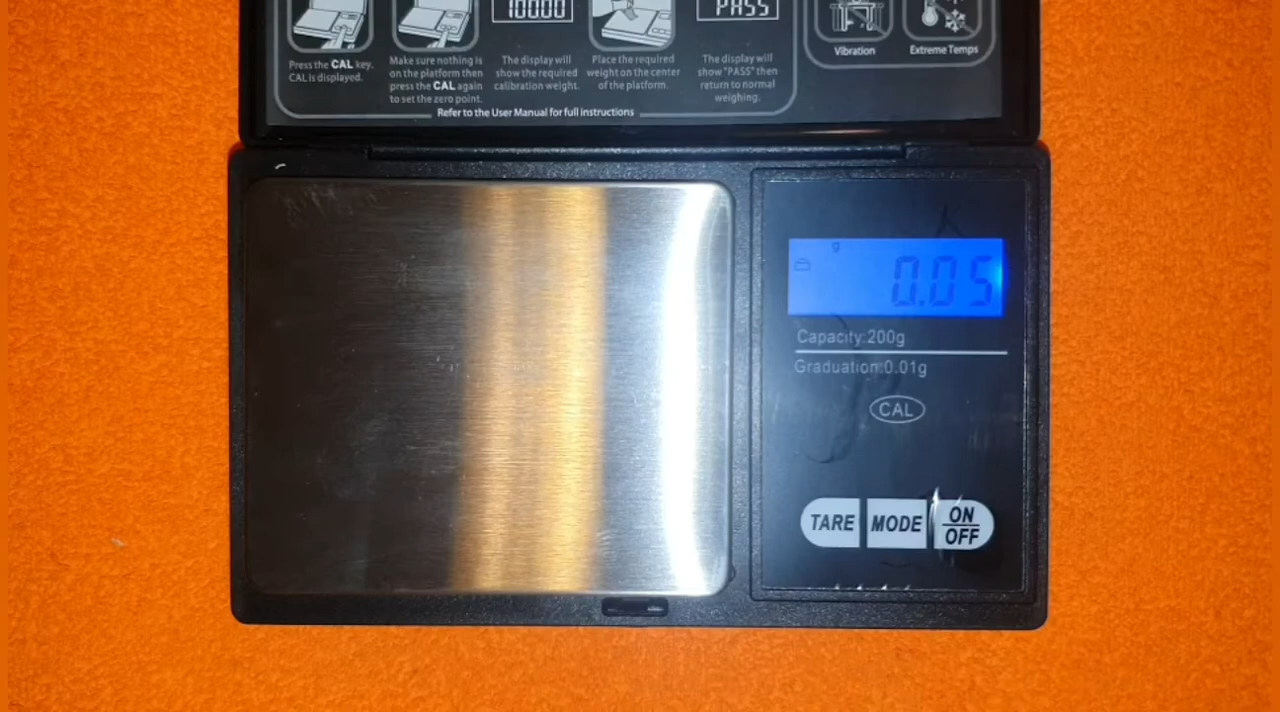 10000
PASS
Press the CAL key.
CAL is displayed.
Make sure nothing is
on the platform then
press the CAL again
to set the zero point.
The display will
show the required
calibration weight.
Place the required
weight on the center
of the platform.
The display will
show "PASS" then
return to normal
weighing.
Vibration
Extreme Temps
Refer to the User Manual for full instructions
g
0.05
Capacity:200g
Graduation:0.01g
CAL
TARE
MODE
ON
OFF